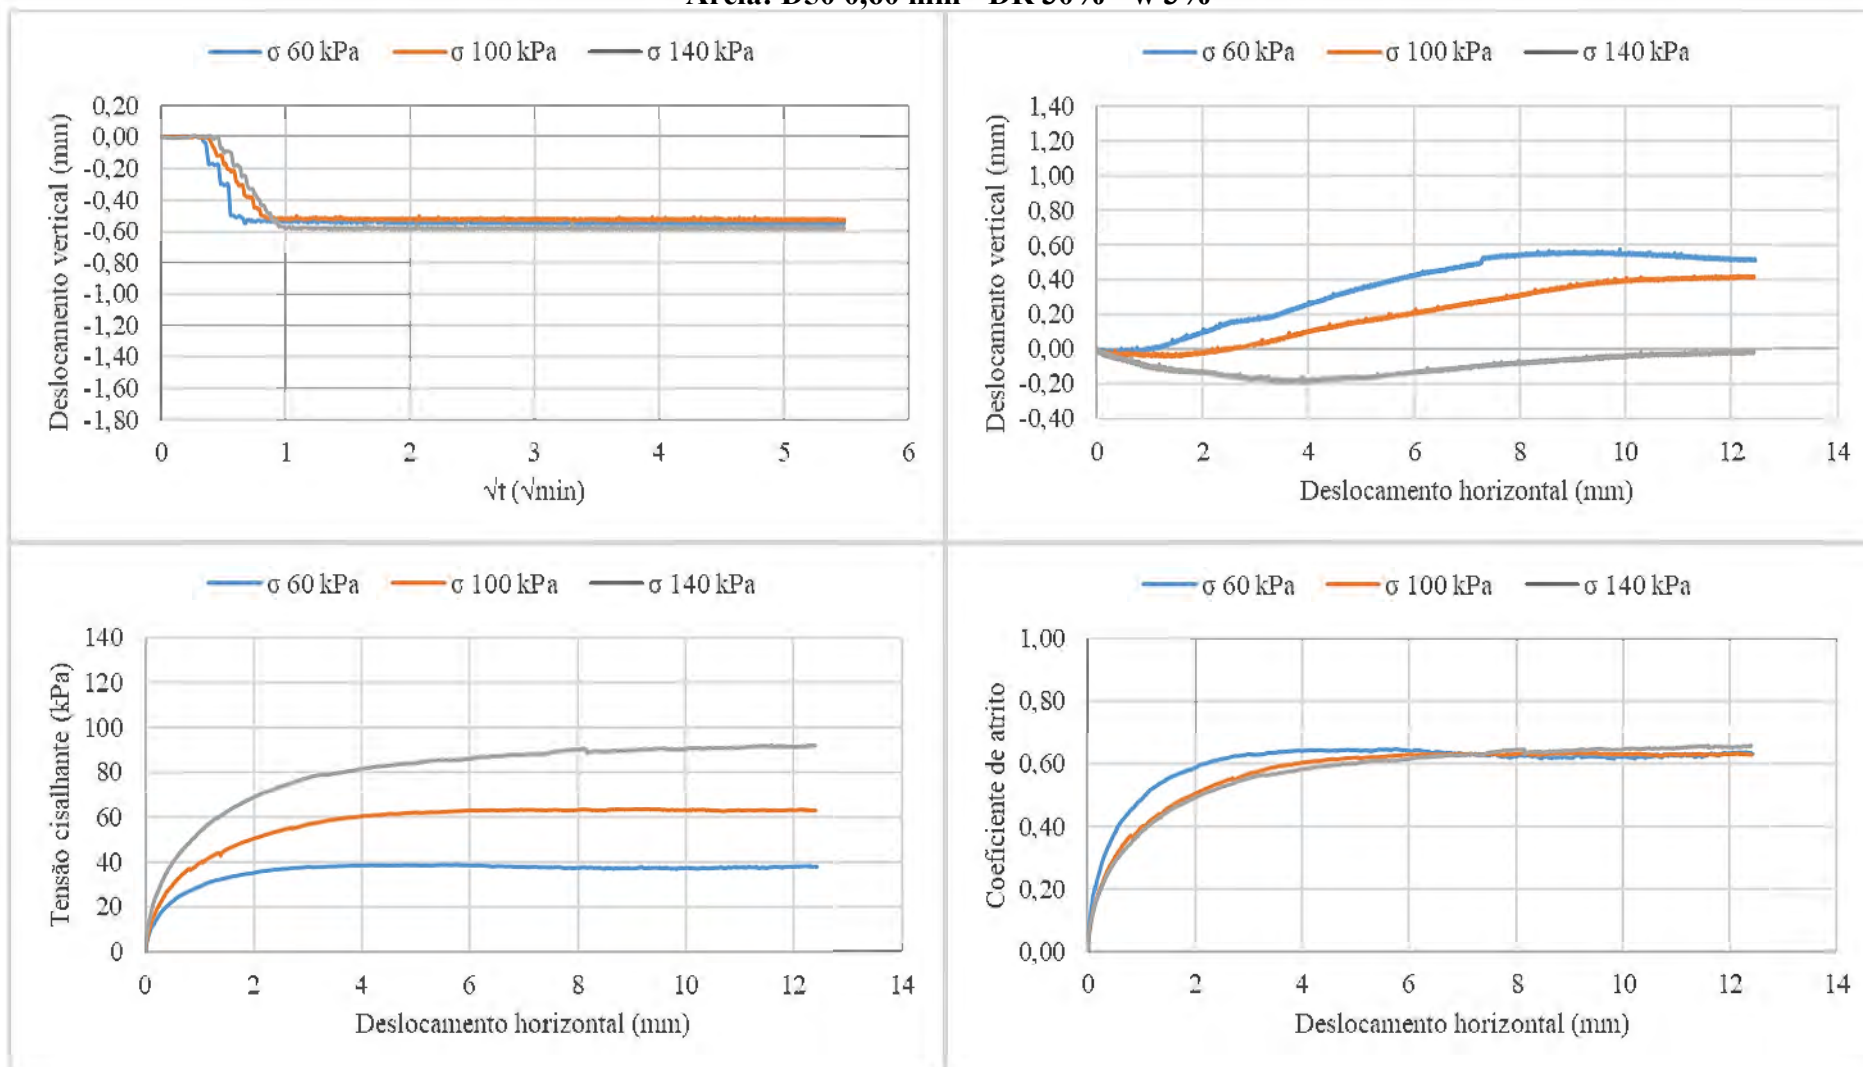 σ 60 kPa σ 100 kPa σ 140 kPa
Deslocamento vertical (mm)
0,20
0,00
-0,20
-0,40
-0,60
-0,80
-1,00
-1,20
-1,40
-1,60
-1,80
0 1 2 3 4 5 6
√t (√min)
σ 60 kPa σ 100 kPa σ 140 kPa
Deslocamento vertical (mm)
1,40
1,20
1,00
0,80
0,60
0,40
0,20
0,00
-0,20
-0,40
0 2 4 6 8 10 12 14
Deslocamento horizontal (mm)
σ 60 kPa σ 100 kPa σ 140 kPa
Tensão cisalhante (kPa)
140
120
100
80
60
40
20
0
0 2 4 6 8 10 12 14
Deslocamento horizontal (mm)
σ 60 kPa σ 100 kPa σ 140 kPa
Coeficiente de atrito
1,00
0,80
0,60
0,40
0,20
0,00
0 2 4 6 8 10 12 14
Deslocamento horizontal (mm)